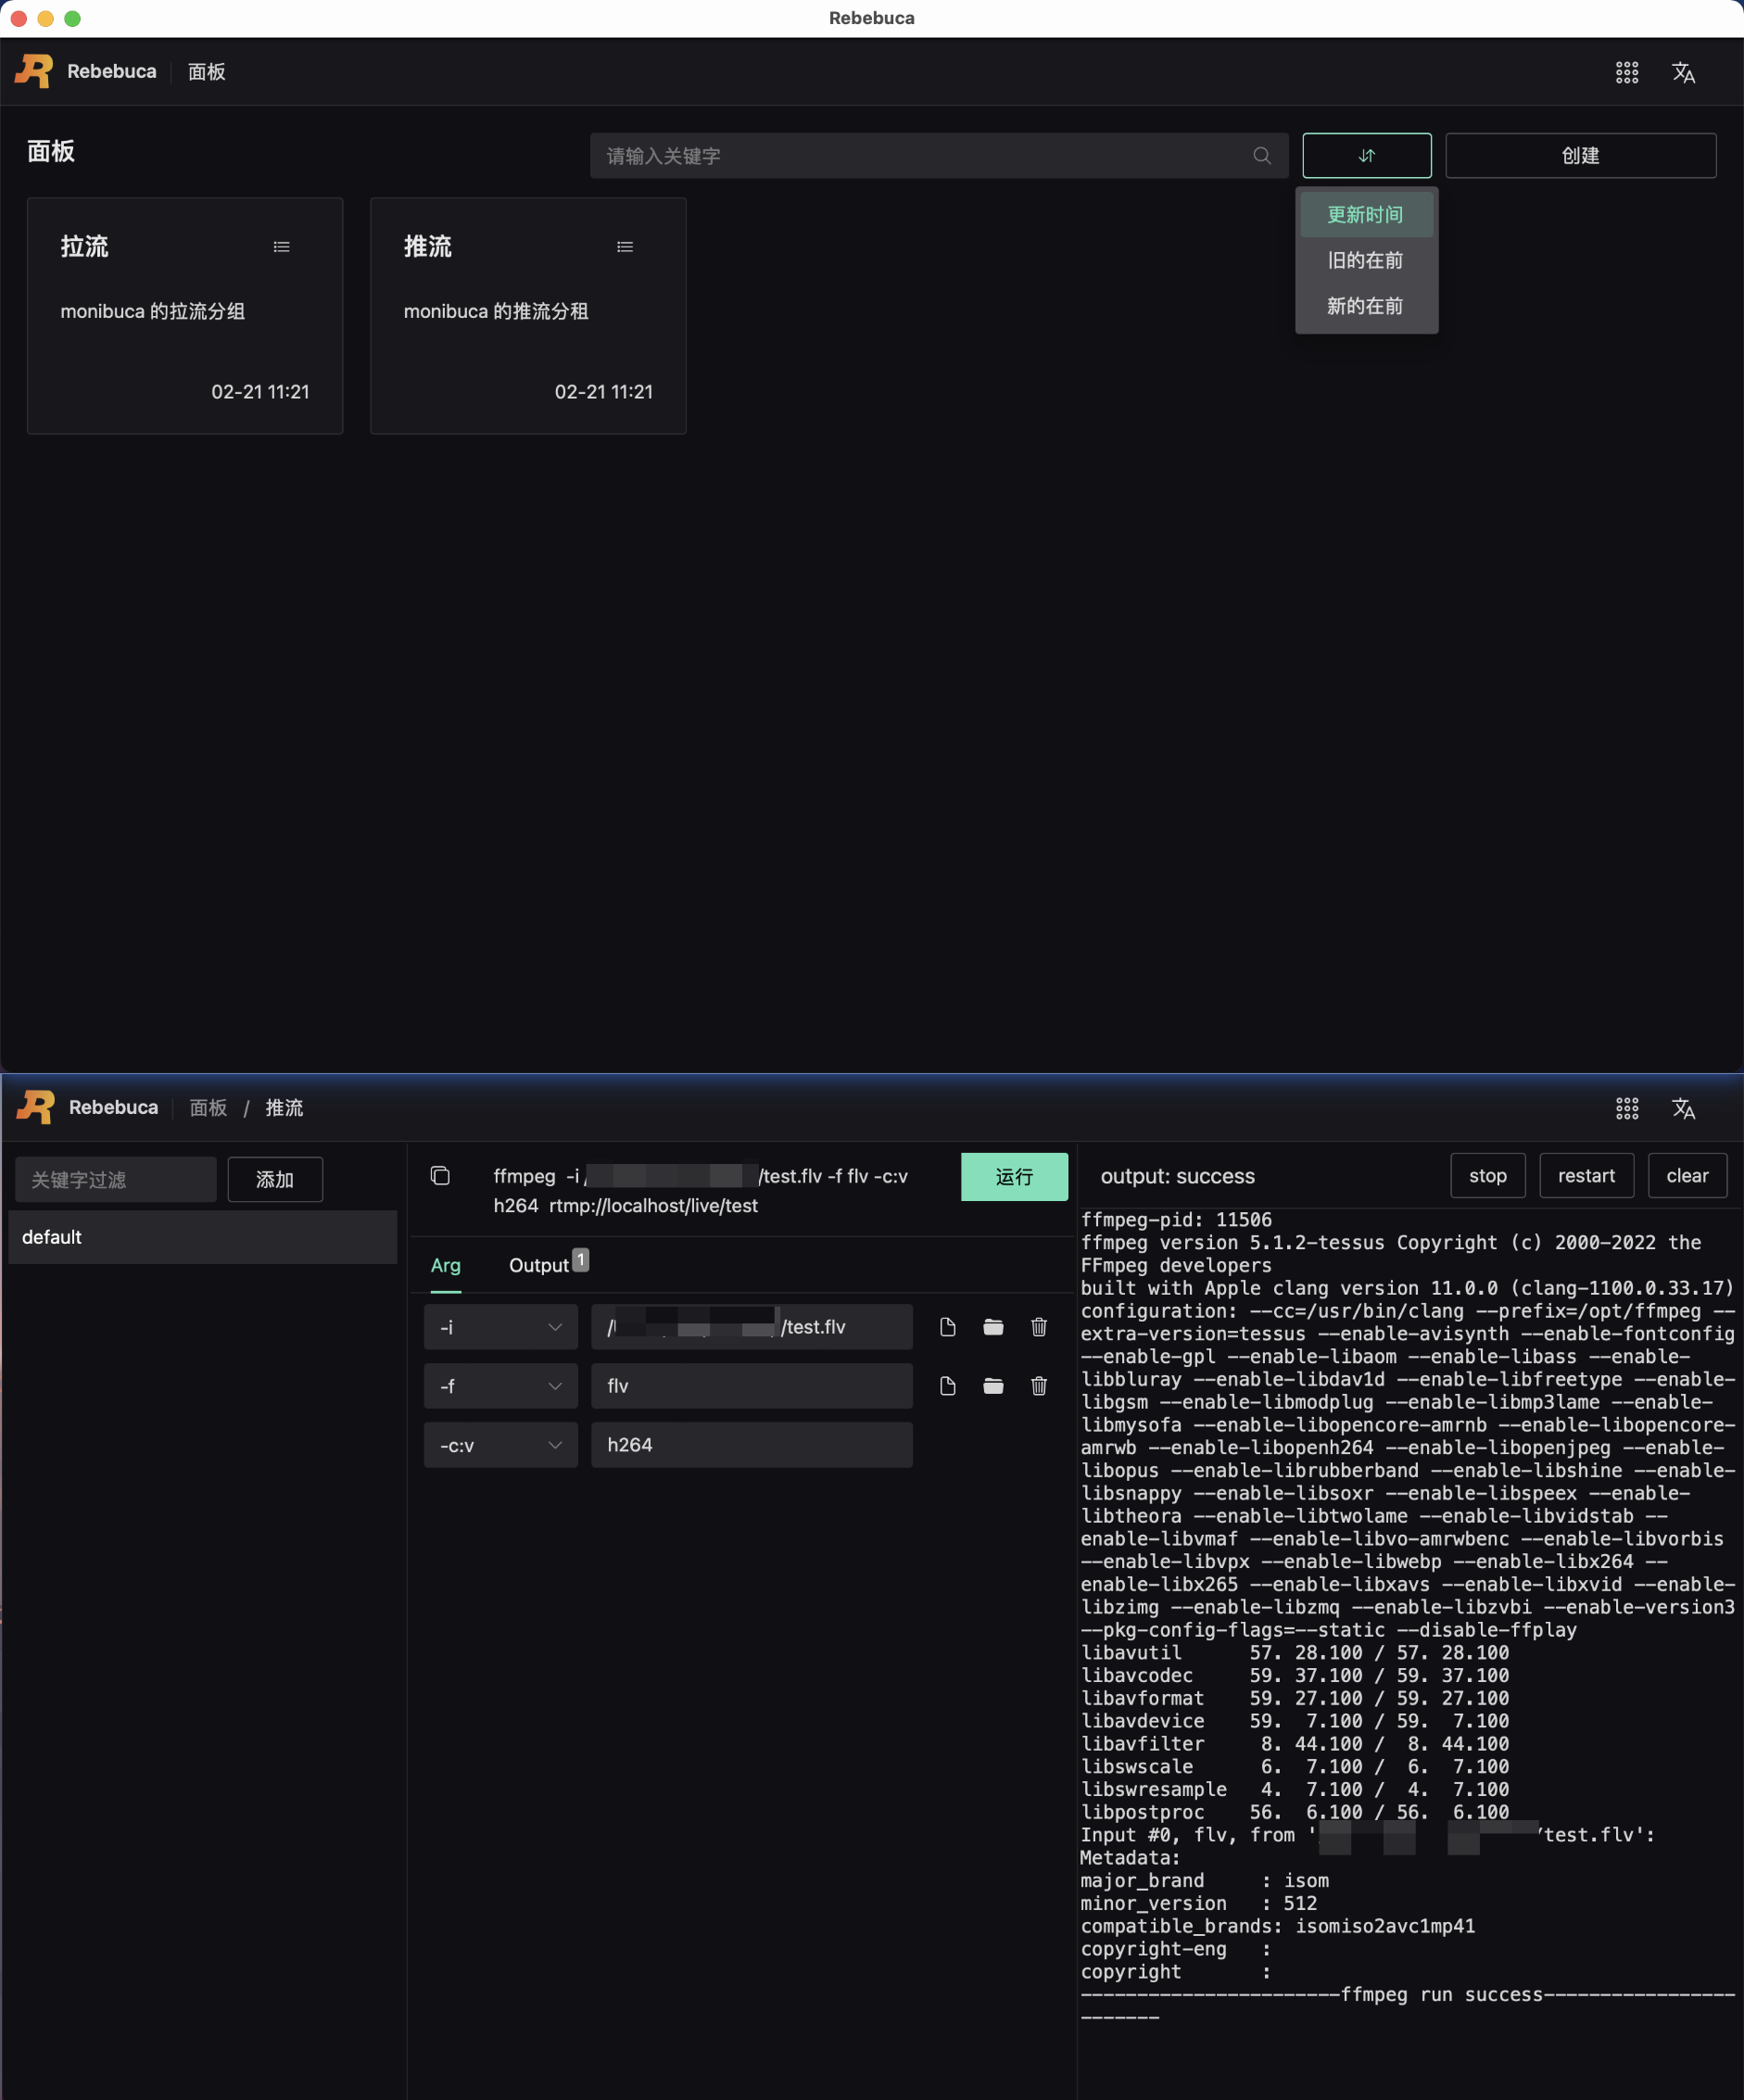 Rebebuca
Rebebuca 面板
面板
请输入关键字
创建
更新时间
旧的在前
新的在前
拉流
monibuca 的拉流分组
02-21 11:21
推流
monibuca 的推流分租
02-21 11:21
Rebebuca 面板 / 推流
关键字过滤
添加
default
ffmpeg -i / /test.flv -f flv -c:v
h264 rtmp://localhost/live/test
运行
Arg
Output 1
-i / /test.flv
-f flv
-c:v h264
output: success
stop
restart
clear
ffmpeg-pid: 11506
ffmpeg version 5.1.2-tessus Copyright (c) 2000-2022 the
FFmpeg developers
built with Apple clang version 11.0.0 (clang-1100.0.33.17)
configuration: --cc=/usr/bin/clang --prefix=/opt/ffmpeg --
extra-version=tessus --enable-avisynth --enable-fontconfig
--enable-gpl --enable-libaom --enable-libass --enable-
libbluray --enable-libdav1d --enable-libfreetype --enable-
libgsm --enable-libmodplug --enable-libmp3lame --enable-
libmysofa --enable-libopencore-amrnb --enable-libopencore-
amrwb --enable-libopenh264 --enable-libopenjpeg --enable-
libopus --enable-librubberband --enable-libshine --enable-
libsnappy --enable-libsoxr --enable-libspeex --enable-
libtheora --enable-libtwolame --enable-libvidstab --
enable-libvmaf --enable-libvo-amrwbenc --enable-libvorbis
--enable-libvpx --enable-libwebp --enable-libx264 --
enable-libx265 --enable-libxavs --enable-libxvid --enable-
libzimg --enable-libzmq --enable-libzvbi --enable-version3
--pkg-config-flags=--static --disable-ffplay
libavutil 57. 28.100 / 57. 28.100
libavcodec 59. 37.100 / 59. 37.100
libavformat 59. 27.100 / 59. 27.100
libavdevice 59. 7.100 / 59. 7.100
libavfilter 8. 44.100 / 8. 44.100
libswscale 6. 7.100 / 6. 7.100
libswresample 4. 7.100 / 4. 7.100
libpostproc 56. 6.100 / 56. 6.100
Input #0, flv, from ' /test.flv':
Metadata:
major_brand : isom
minor_version : 512
compatible_brands: isomiso2avc1mp41
copyright-eng :
copyright :
-----------------------ffmpeg run success-----------------
-------